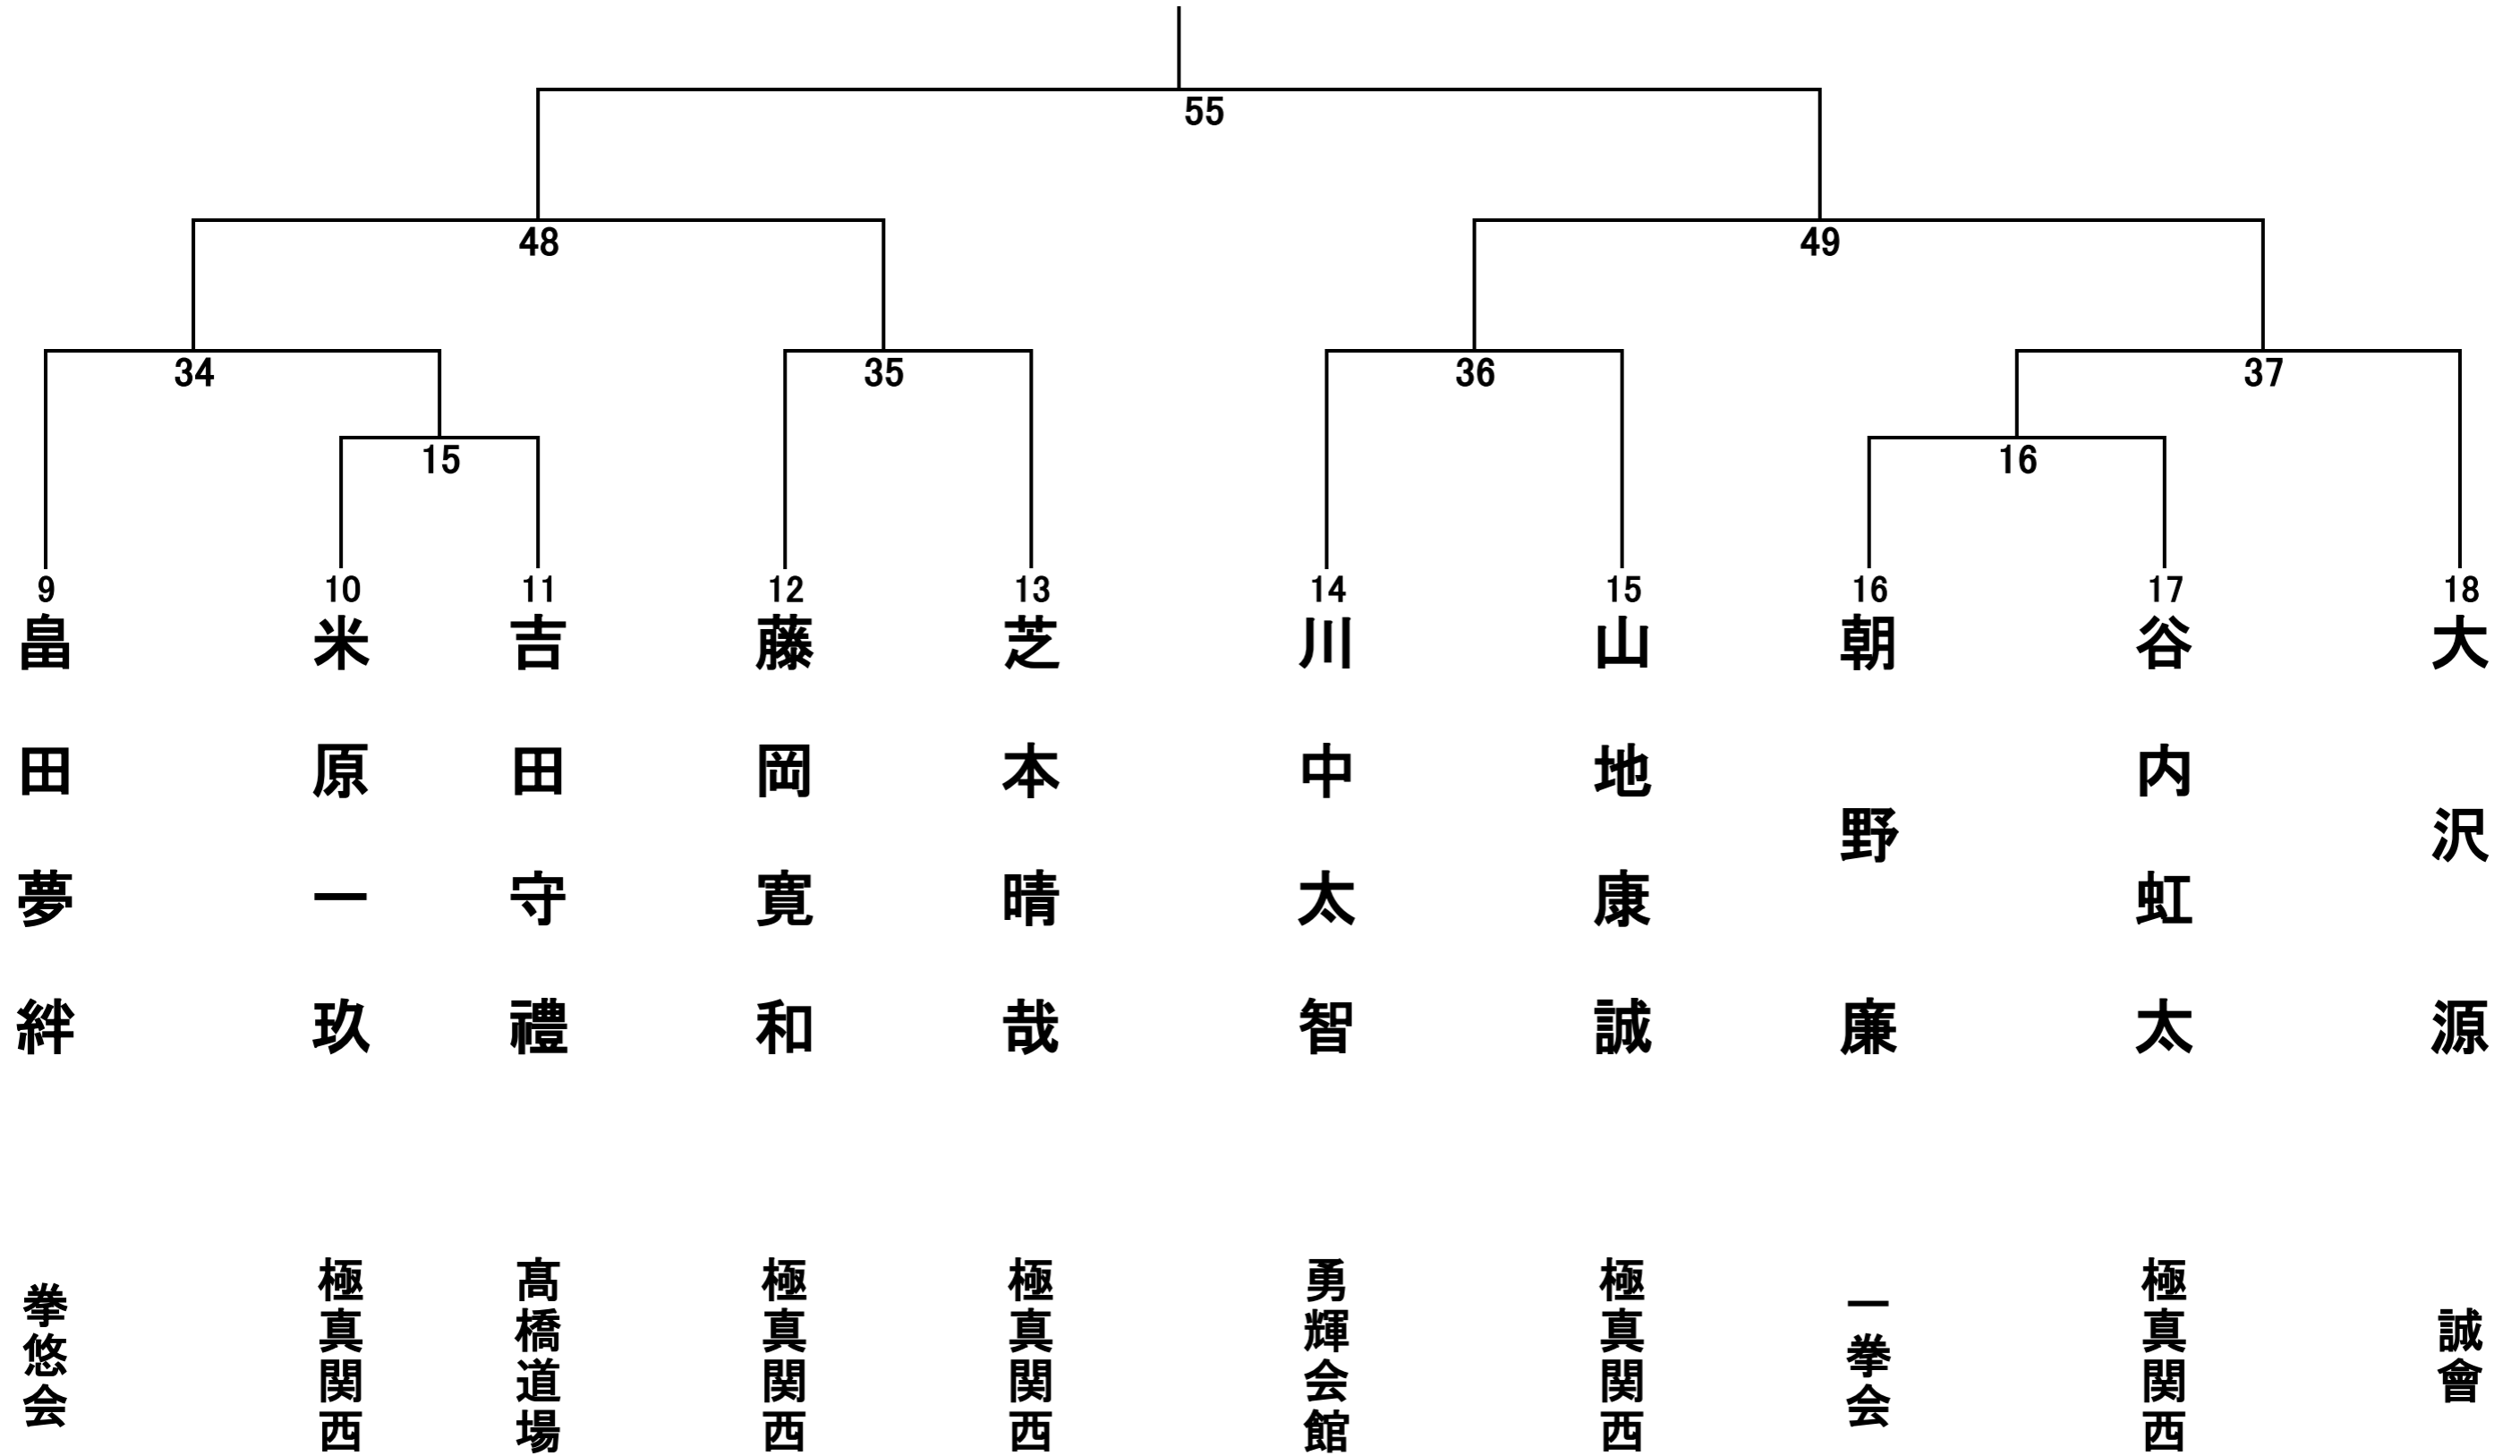 55
48
49
34
35
36
37
15
16
9
10
11
12
13
14
15
16
17
18
畠田夢絆
米原一玖
吉田守禮
藤岡寛和
芝本晴哉
川中太智
山地康誠
朝野廉
谷内虹太
大沢源
拳悠会
極真関西
髙橋道場
極真関西
極真関西
勇輝会館
極真関西
一拳会
極真関西
誠會